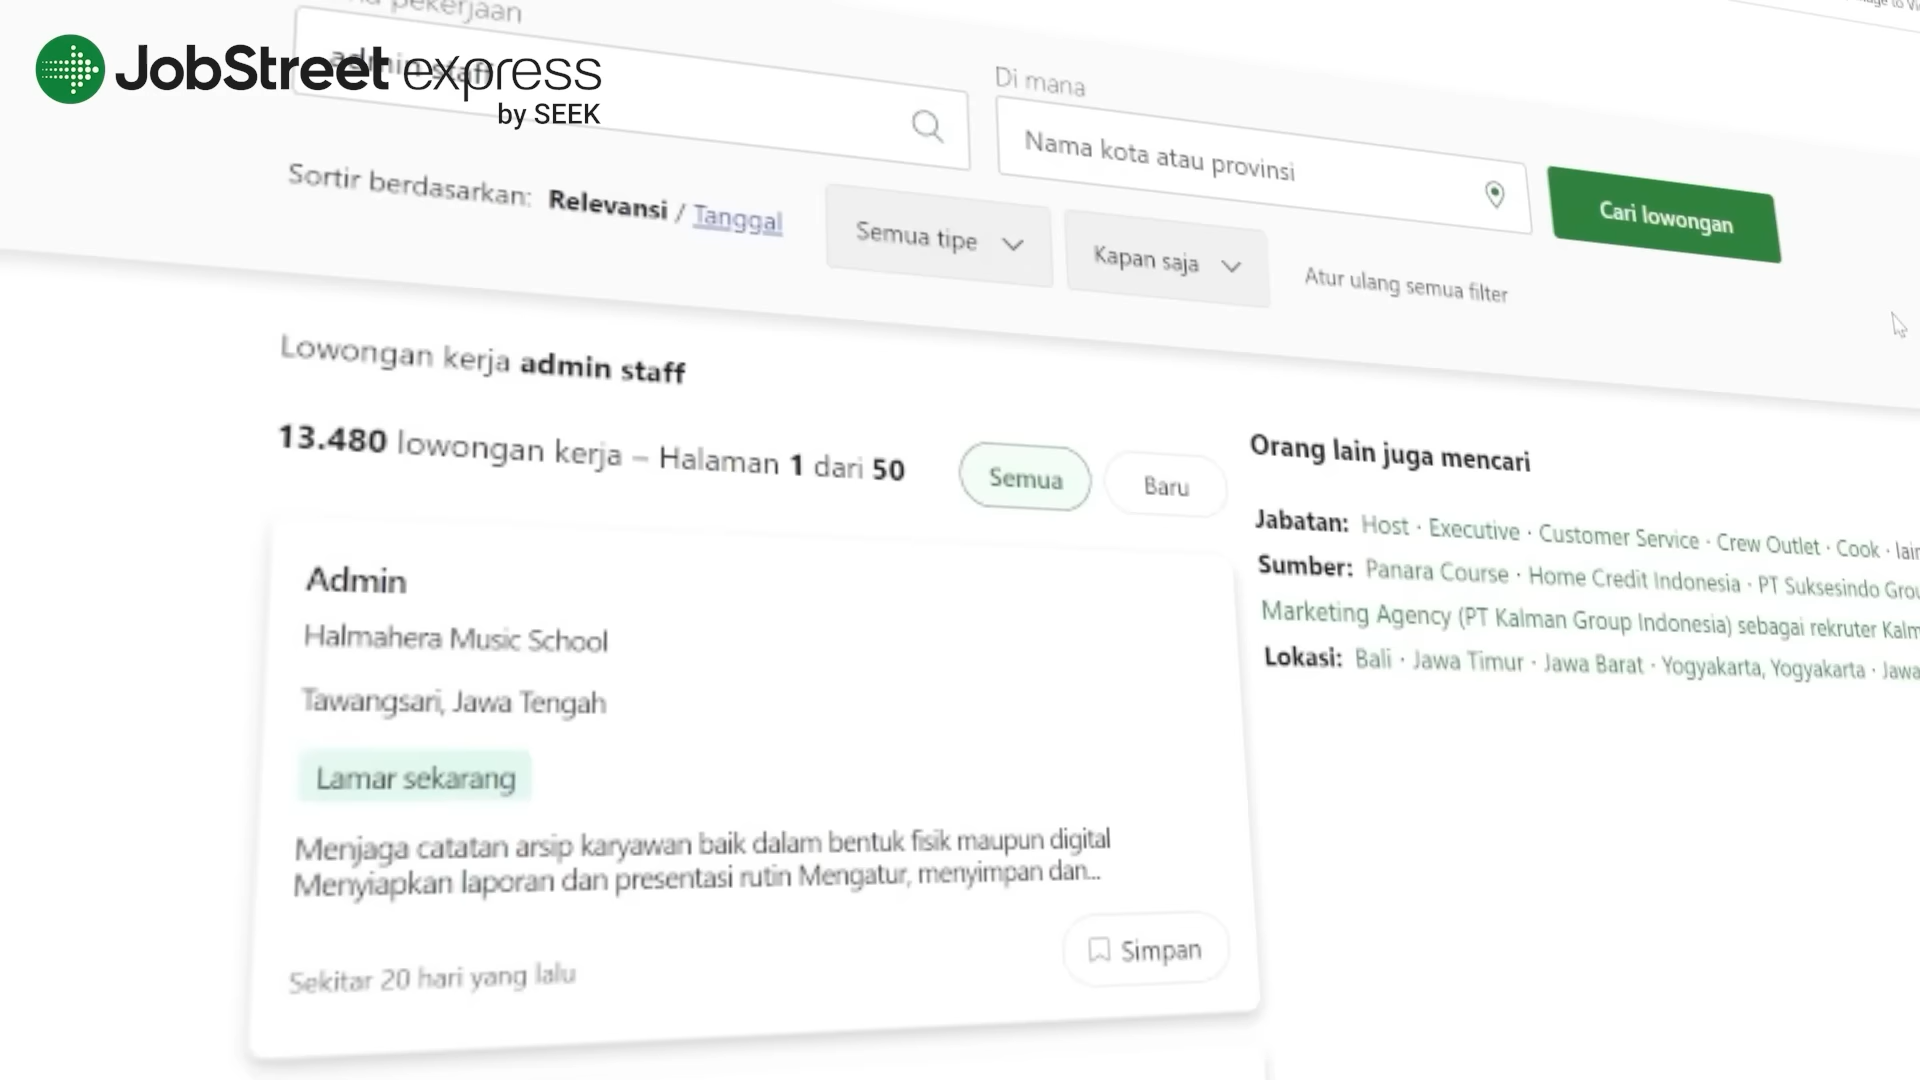 pekerjaan
JobStreet express
by SEEK
admin staff
Di mana
Nama kota atau provinsi
Cari lowongan
Sortir berdasarkan: Relevansi / Tanggal
Semua tipe
Kapan saja
Atur ulang semua filter
Lowongan kerja admin staff
13.480 lowongan kerja – Halaman 1 dari 50
Semua
Baru
Admin
Halmahera Music School
Tawangsari, Jawa Tengah
Lamar sekarang
Menjaga catatan arsip karyawan baik dalam bentuk fisik maupun digital
Menyiapkan laporan dan presentasi rutin Mengatur, menyimpan dan...
Sekitar 20 hari yang lalu
Simpan
Orang lain juga mencari
Jabatan: Host · Executive · Customer Service · Crew Outlet · Cook ·
Sumber: Panara Course · Home Credit Indonesia · PT Suksesindo
Marketing Agency (PT Kalman Group Indonesia) sebagai rekruter
Lokasi: Bali · Jawa Timur · Jawa Barat · Yogyakarta, Yogyakarta · Jawa